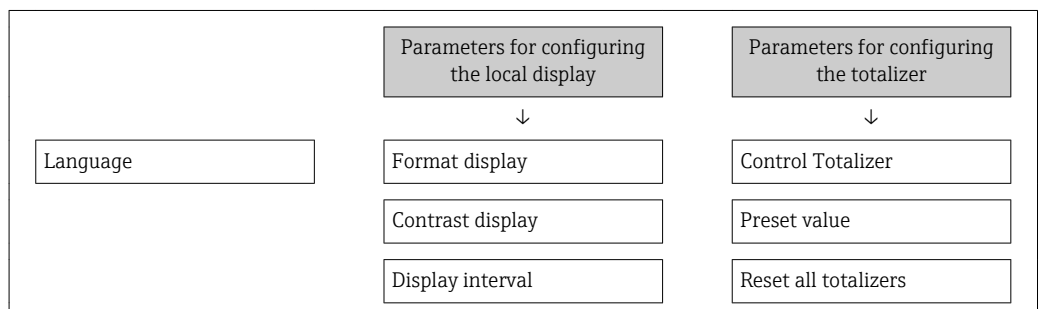 Parameters for configuring
the local display
Parameters for configuring
the totalizer
↓
↓
Language
Format display
Control Totalizer
Contrast display
Preset value
Display interval
Reset all totalizers